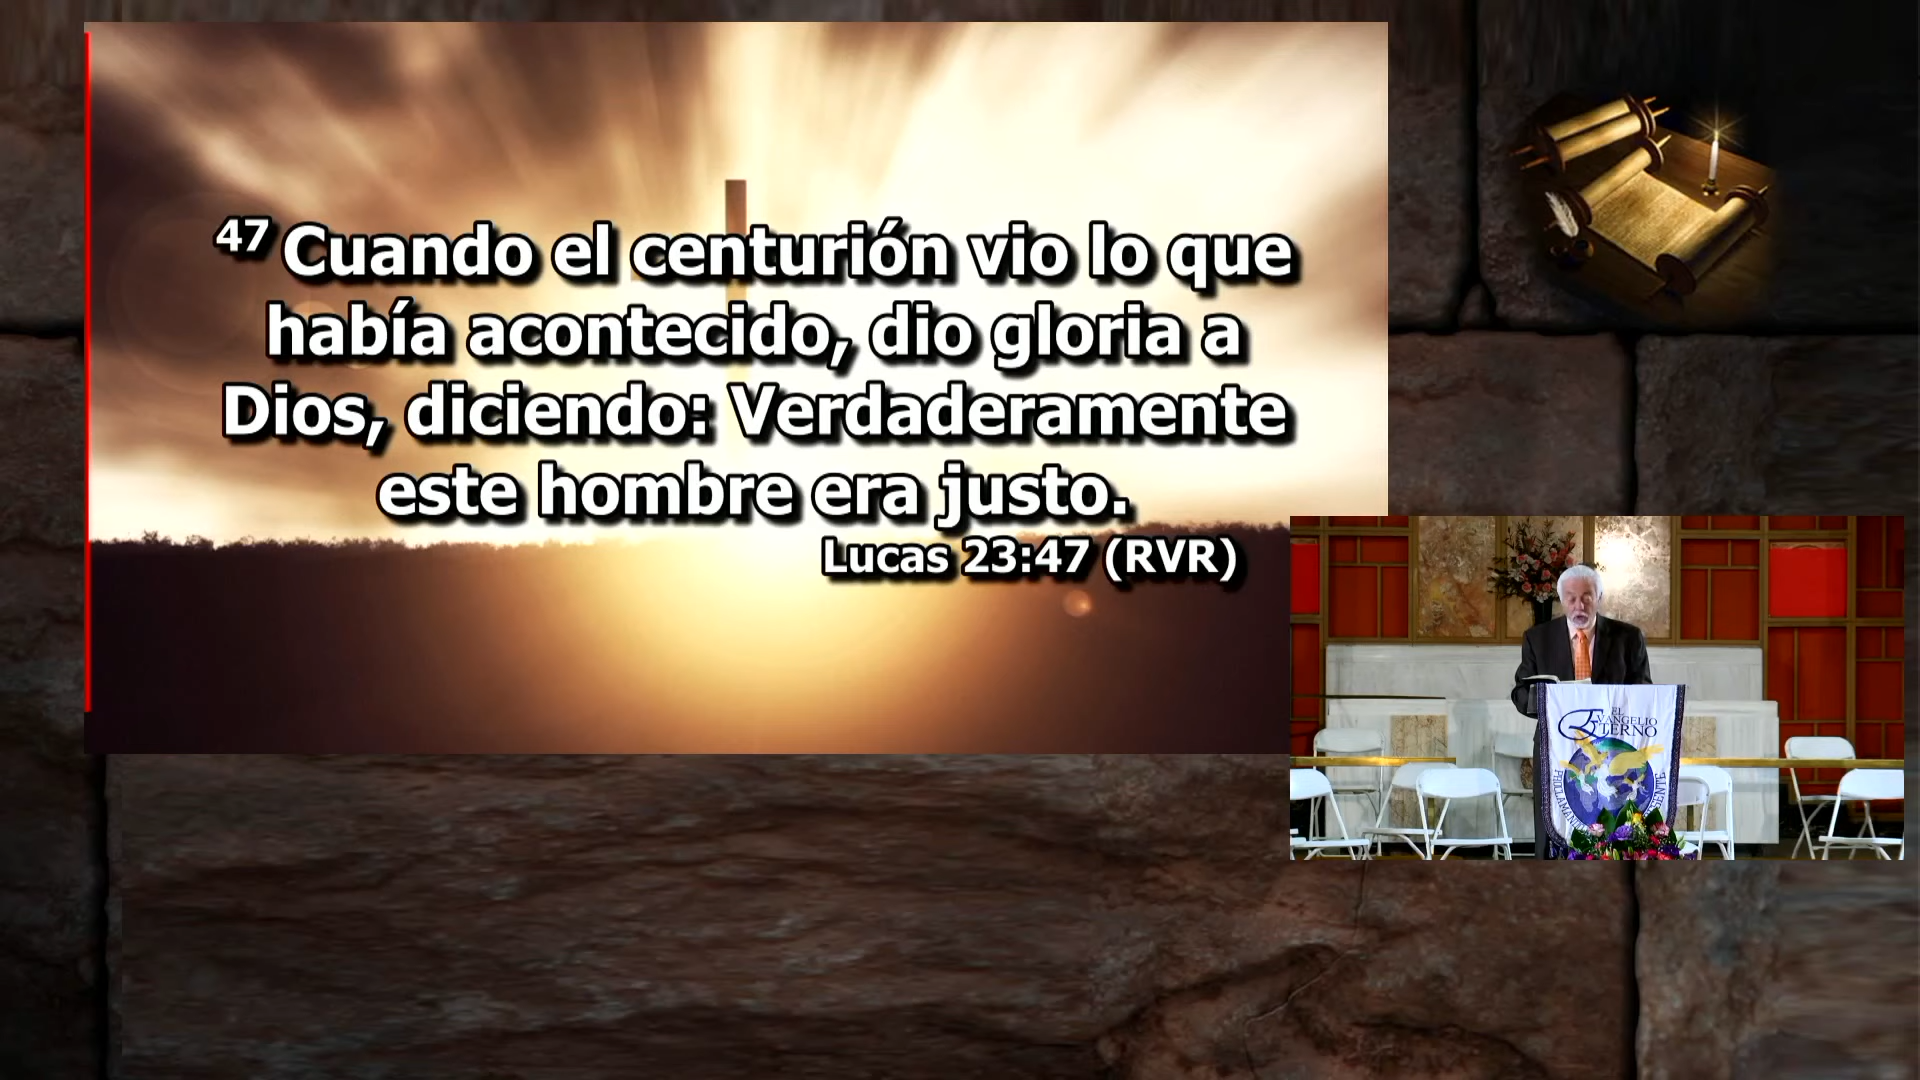 47 Cuando el centurión vio lo que
había acontecido, dio gloria a
Dios, diciendo: Verdaderamente
este hombre era justo.
Lucas 23:47 (RVR)
EL
EVANGELIO
ETERNO